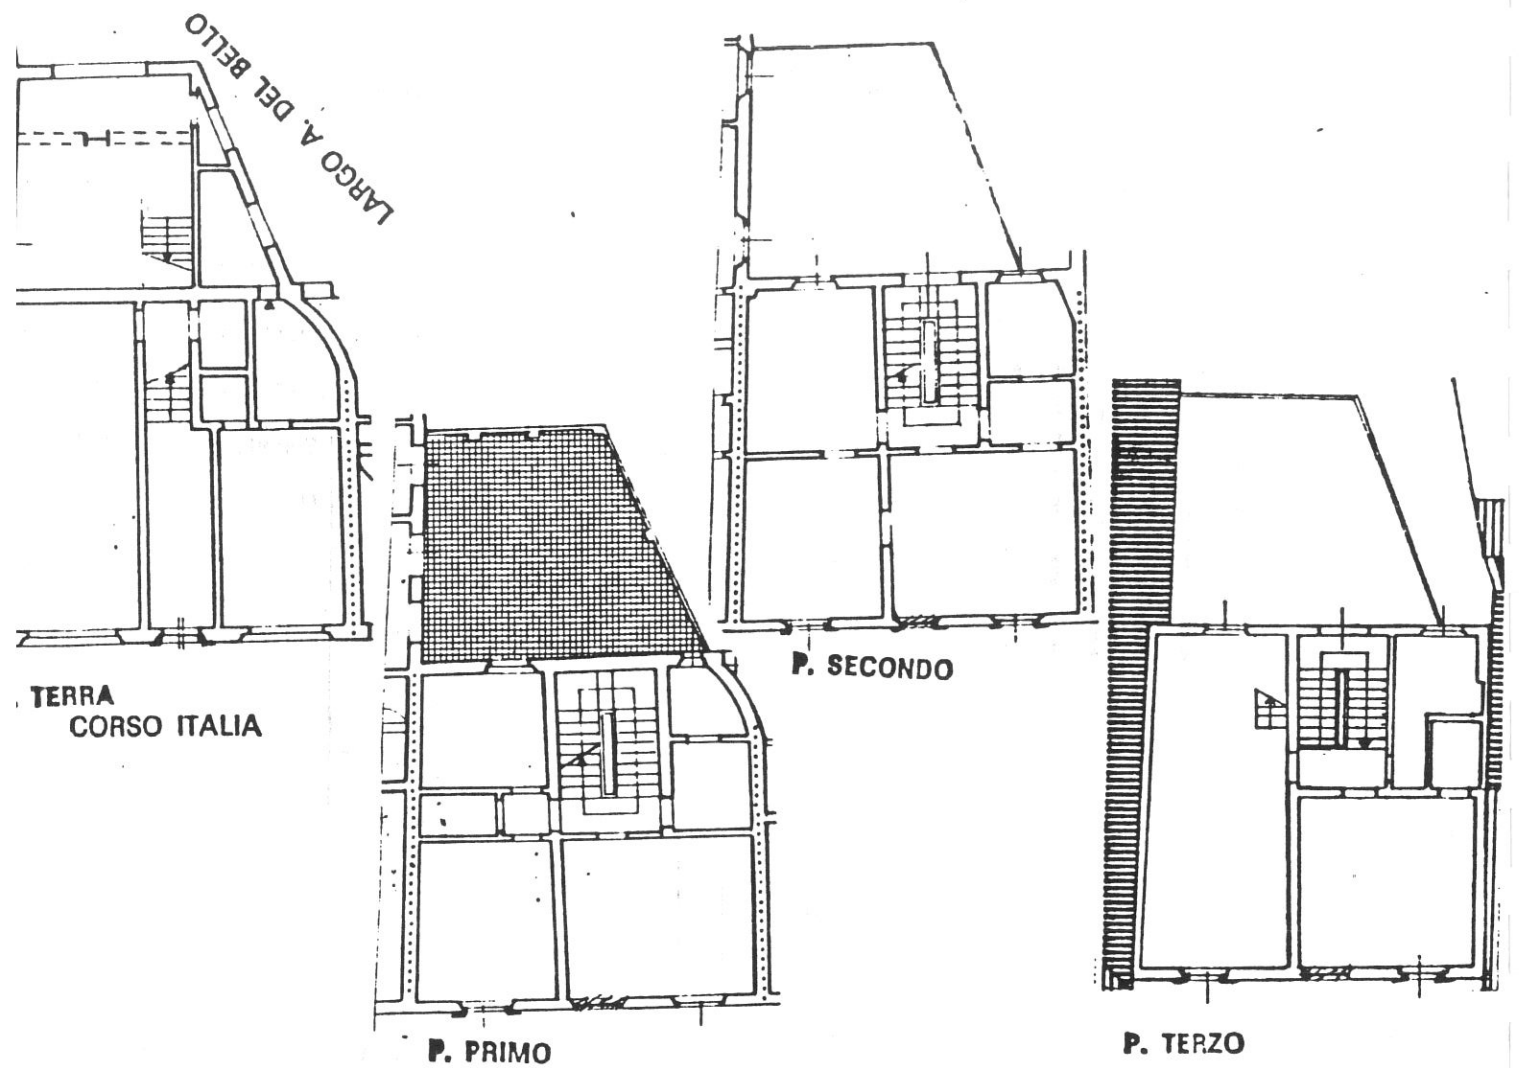 LARGO A. DEL BELLO
. TERRA
CORSO ITALIA
P. PRIMO
P. SECONDO
P. TERZO